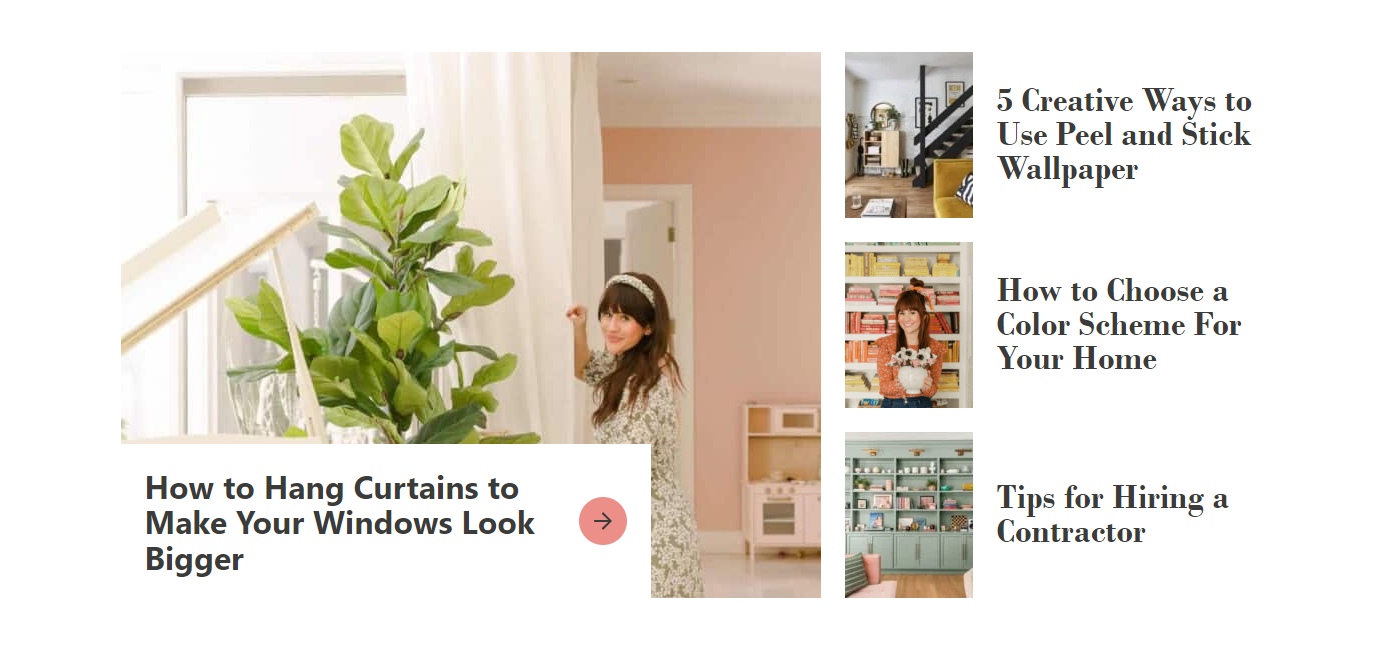 How to Hang Curtains to
Make Your Windows Look
Bigger
5 Creative Ways to
Use Peel and Stick
Wallpaper
How to Choose a
Color Scheme For
Your Home
Tips for Hiring a
Contractor